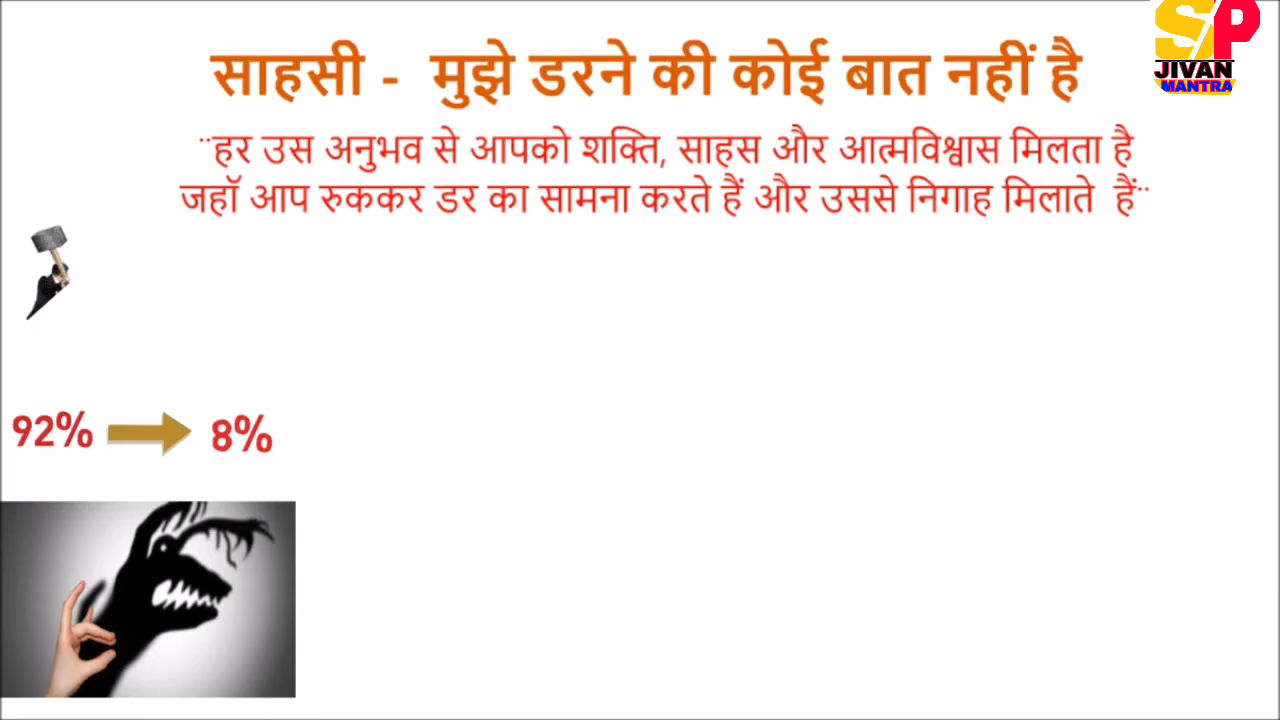 साहसी - मुझे डरने की कोई बात नहीं है
¨हर उस अनुभव से आपको शक्ति, साहस और आत्मविश्वास मिलता है
जहॉ आप रुककर डर का सामना करते हैं और उससे निगाह मिलाते हैं¨
92% 8%
SP
JIVAN
MANTRA